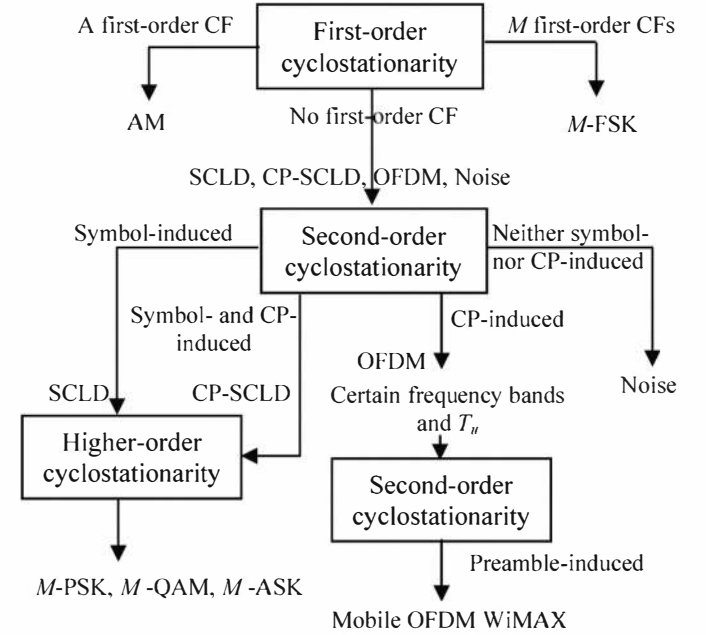 A first-order CF
First-order
cyclostationarity
M first-order CFs
AM
No first-order CF
M-FSK
SCLD, CP-SCLD, OFDM, Noise
Symbol-induced
Second-order
cyclostationarity
Neither symbol-
nor CP-induced
Symbol- and CP-
induced
CP-induced
OFDM
Noise
SCLD
CP-SCLD
Certain frequency bands
and Tu
Higher-order
cyclostationarity
Second-order
cyclostationarity
Preamble-induced
M-PSK, M -QAM, M -ASK
Mobile OFDM WiMAX